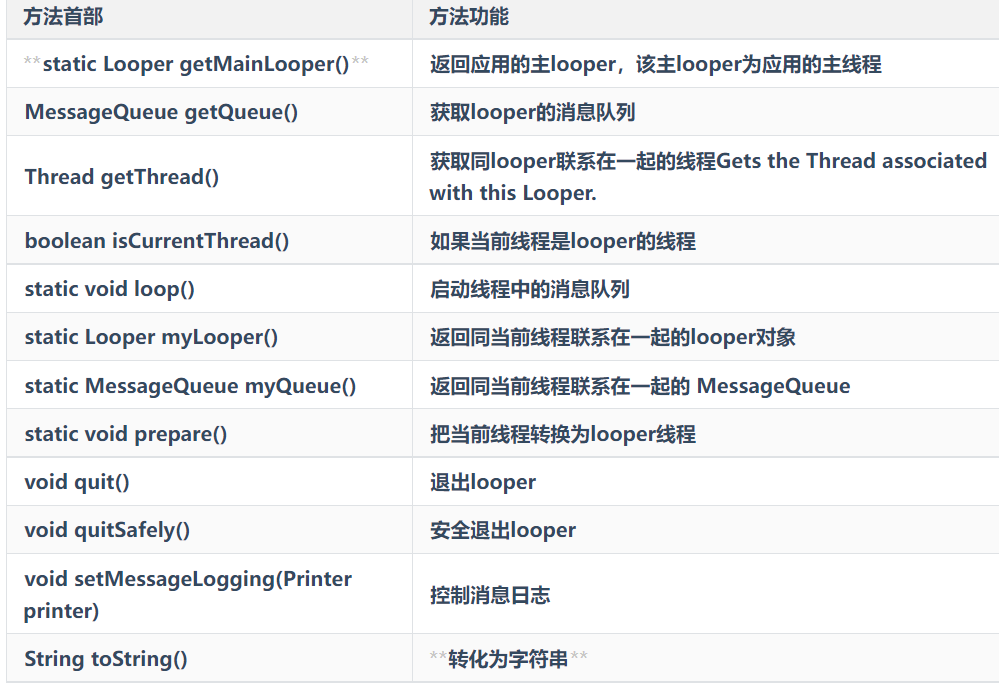 方法首部 方法功能
**static Looper getMainLooper()** 返回应用的主looper，该主looper为应用的主线程
MessageQueue getQueue() 获取looper的消息队列
Thread getThread() 获取同looper联系在一起的线程Gets the Thread associated
with this Looper.
boolean isCurrentThread() 如果当前线程是looper的线程
static void loop() 启动线程中的消息队列
static Looper myLooper() 返回同当前线程联系在一起的looper对象
static MessageQueue myQueue() 返回同当前线程联系在一起的 MessageQueue
static void prepare() 把当前线程转换为looper线程
void quit() 退出looper
void quitSafely() 安全退出looper
void setMessageLogging(Printer
printer) 控制消息日志
String toString() **转化为字符串**